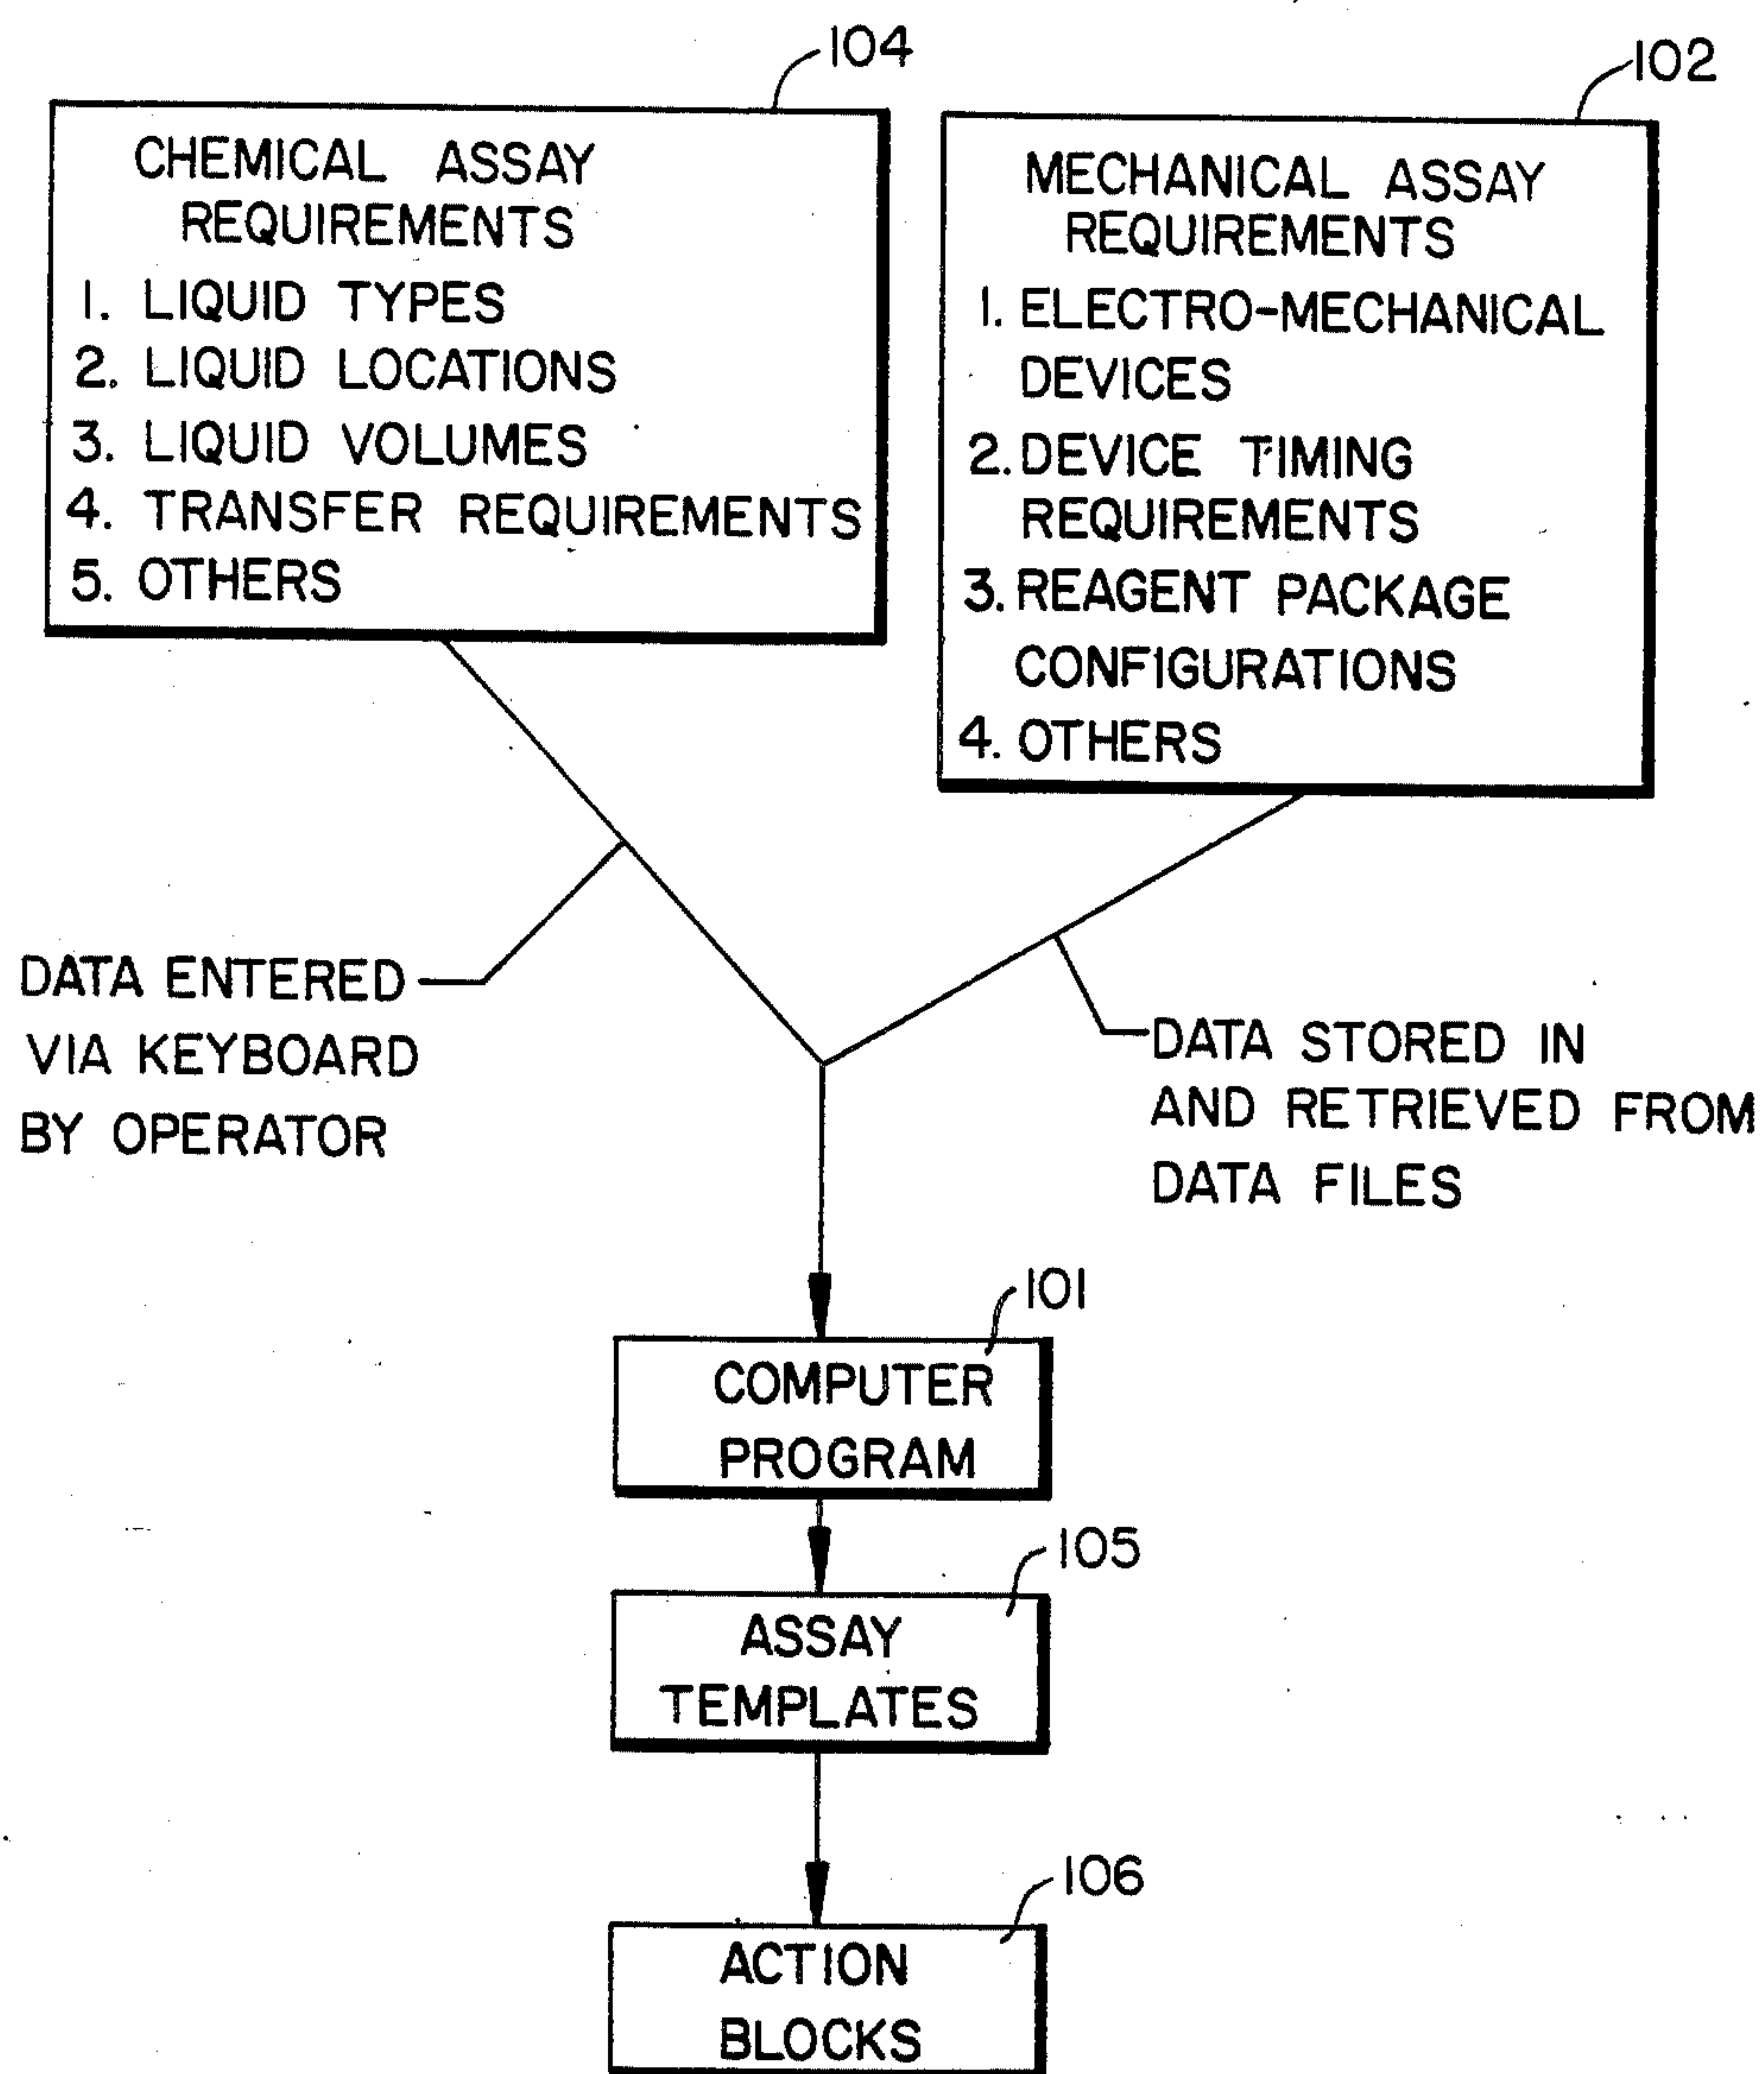 104
CHEMICAL ASSAY
REQUIREMENTS
1. LIQUID TYPES
2. LIQUID LOCATIONS
3. LIQUID VOLUMES
4. TRANSFER REQUIREMENTS
5. OTHERS
102
MECHANICAL ASSAY
REQUIREMENTS
1. ELECTRO-MECHANICAL
DEVICES
2. DEVICE TIMING
REQUIREMENTS
3. REAGENT PACKAGE
CONFIGURATIONS
4. OTHERS
DATA ENTERED
VIA KEYBOARD
BY OPERATOR
DATA STORED IN
AND RETRIEVED FROM
DATA FILES
101
COMPUTER
PROGRAM
105
ASSAY
TEMPLATES
106
ACTION
BLOCKS